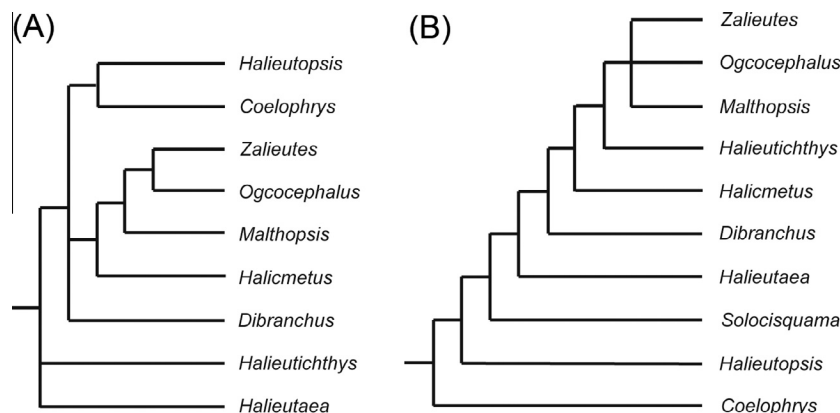 (A)
Halieutopsis
Coelophrys
Zalieutes
Ogcocephalus
Malthopsis
Halicmetus
Dibranchus
Halieutichthys
Halieutaea
(B)
Zalieutes
Ogcocephalus
Malthopsis
Halieutichthys
Halicmetus
Dibranchus
Halieutaea
Solocisquama
Halieutopsis
Coelophrys